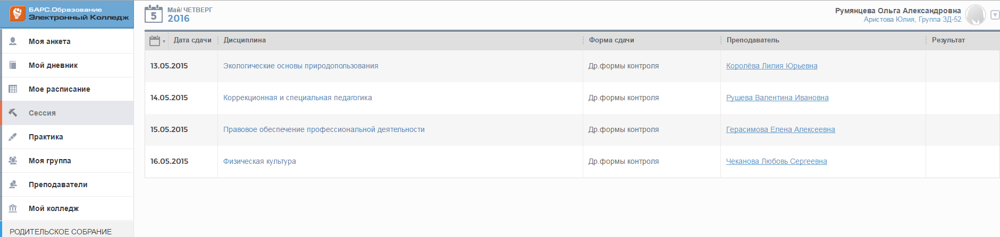 БАРС.Образование
Электронный Колледж
5
Май/ ЧЕТВЕРГ
2016
Румянцева Ольга Александровна
Аристова Юлия, Группа ЗД-52
Моя анкета
Мой дневник
Мое расписание
Сессия
Практика
Моя группа
Преподаватели
Мой колледж
РОДИТЕЛЬСКОЕ СОБРАНИЕ
Дата сдачи Дисциплина Форма сдачи Преподаватель Результат
13.05.2015 Экологические основы природопользования Др.формы контроля Королёва Лилия Юрьевна
14.05.2015 Коррекционная и специальная педагогика Др.формы контроля Рушева Валентина Ивановна
15.05.2015 Правовое обеспечение профессиональной деятельности Др.формы контроля Герасимова Елена Алексеевна
16.05.2015 Физическая культура Др.формы контроля Чеканова Любовь Сергеевна